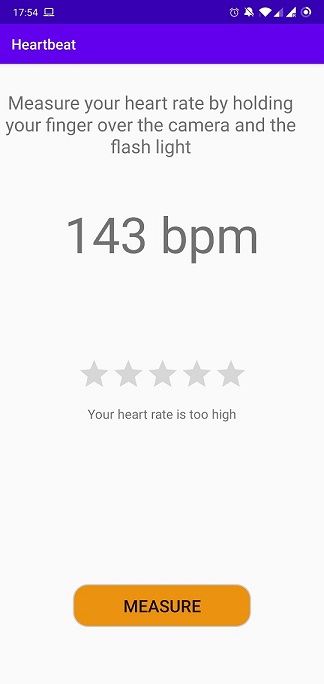 17:54
Heartbeat
Measure your heart rate by holding
your finger over the camera and the
flash light
143 bpm
Your heart rate is too high
MEASURE